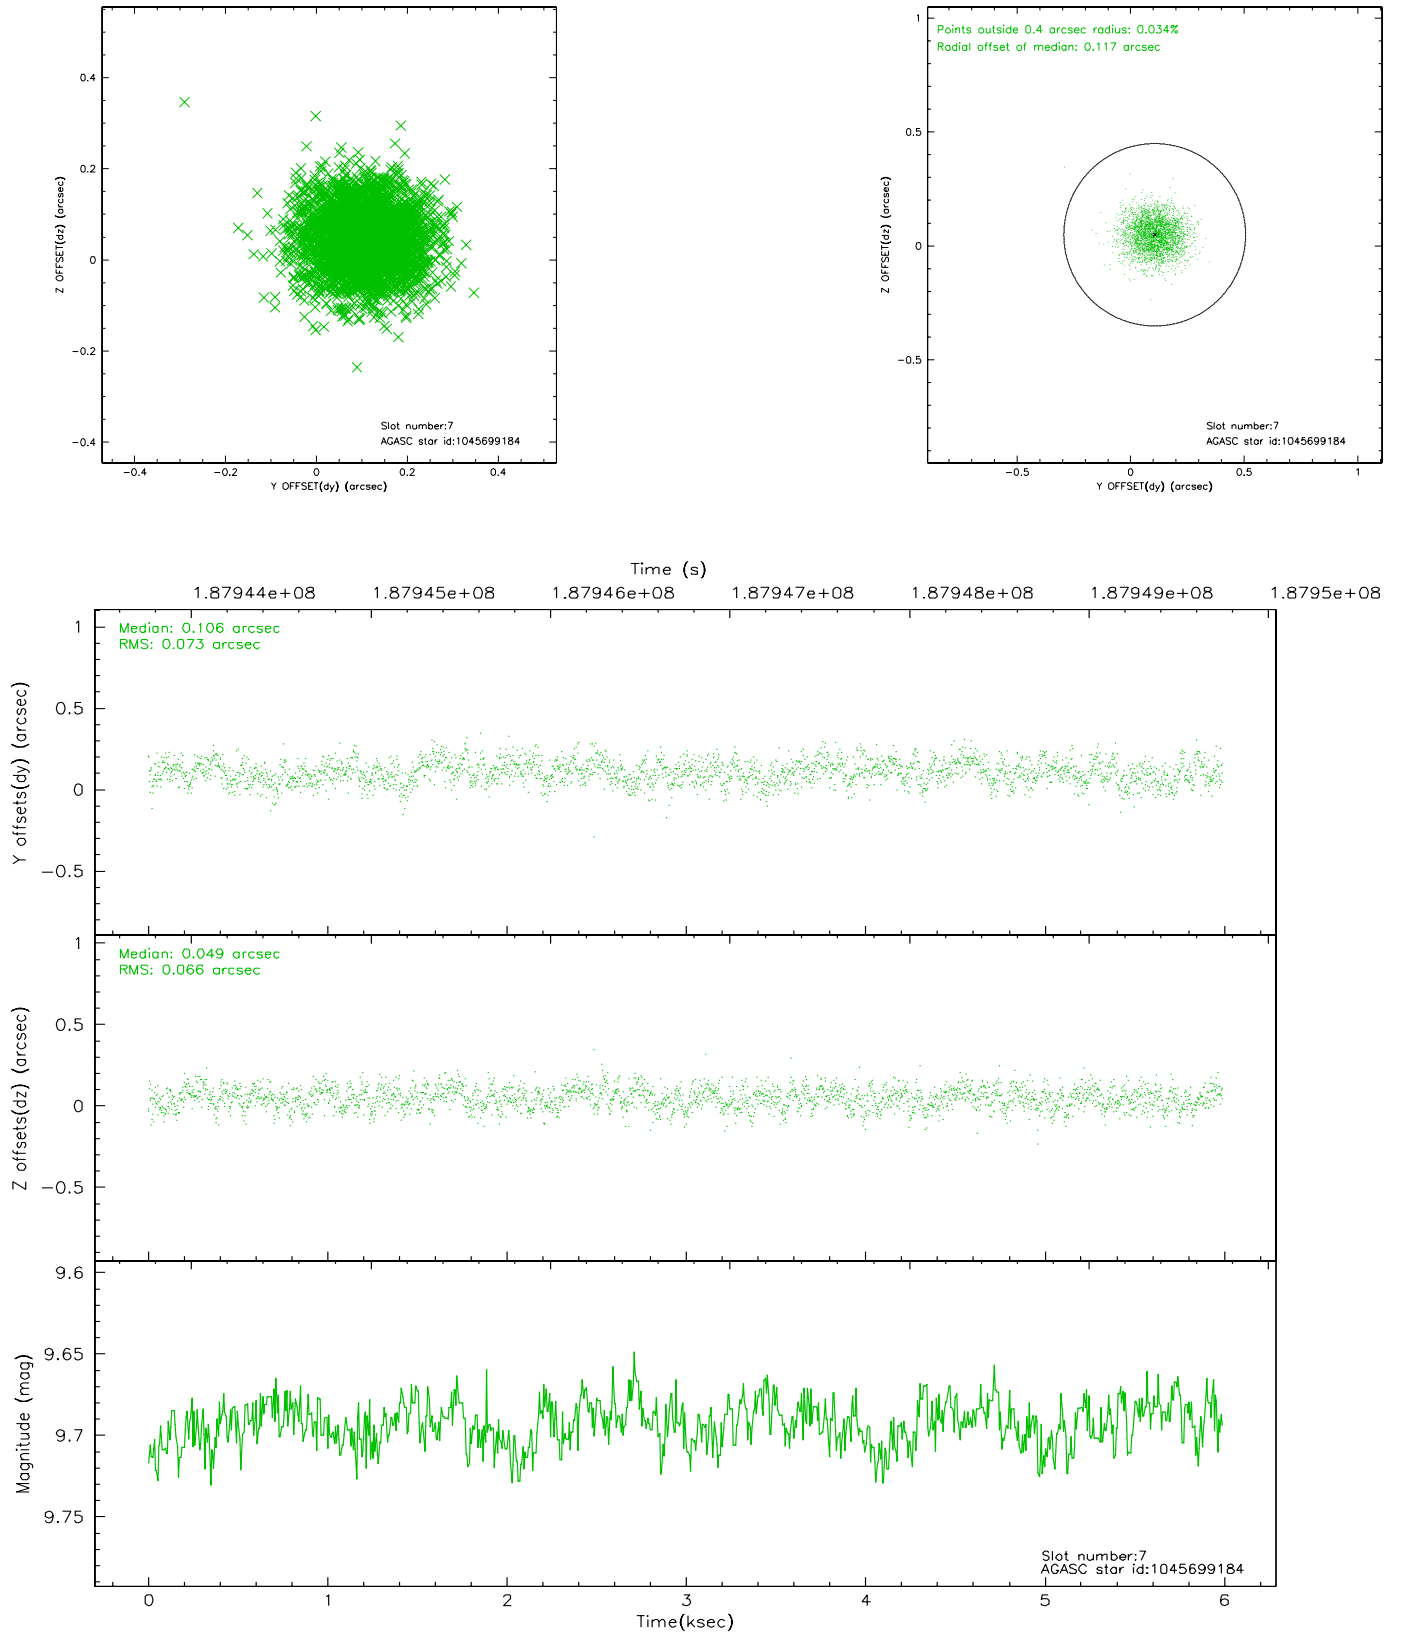 0.4
0.2
0
−0.2
−0.4
Z OFFSET(dz) (arcsec)
Slot number:7
AGASC star id:1045699184
−0.4 −0.2 0 0.2 0.4
Y OFFSET(dy) (arcsec)
Points outside 0.4 arcsec radius: 0.034%
Radial offset of median: 0.117 arcsec
1
0.5
0
−0.5
Z OFFSET(dz) (arcsec)
Slot number:7
AGASC star id:1045699184
−0.5 0 0.5 1
Y OFFSET(dy) (arcsec)
Time (s)
1.87944e+08 1.87945e+08 1.87946e+08 1.87947e+08 1.87948e+08 1.87949e+08 1.8795e+08
Median: 0.106 arcsec
RMS: 0.073 arcsec
1
0.5
0
−0.5
Y offsets(dy) (arcsec)
Median: 0.049 arcsec
RMS: 0.066 arcsec
1
0.5
0
−0.5
Z offsets(dz) (arcsec)
9.6
9.65
9.7
9.75
Magnitude (mag)
Slot number:7
AGASC star id:1045699184
0 1 2 3 4 5 6
Time(ksec)